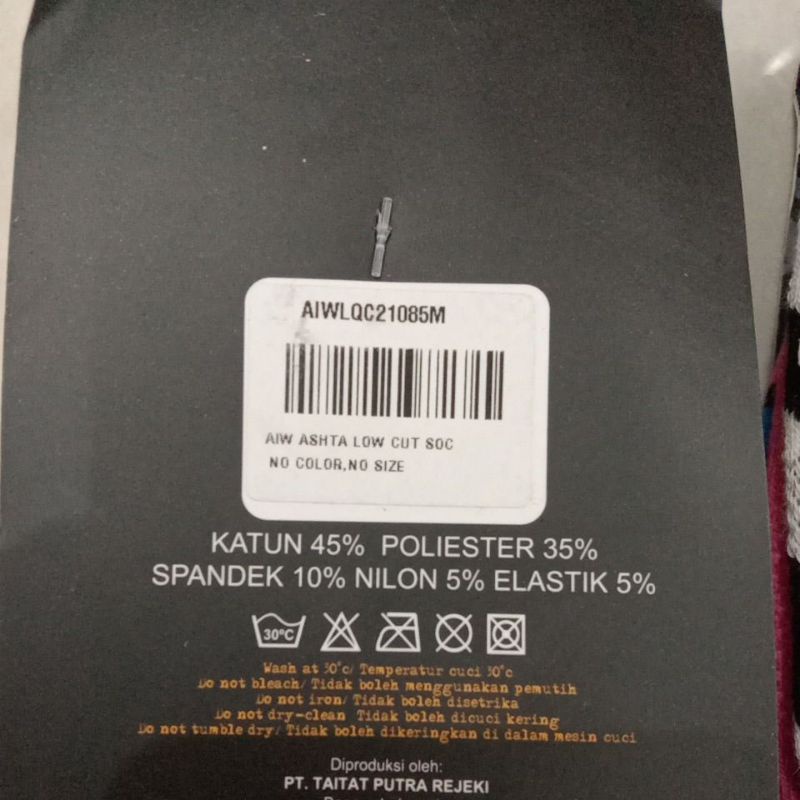 AIWLQC21085M
AIW ASHTA LOW CUT SOC
NO COLOR,NO SIZE
KATUN 45% POLIESTER 35%
SPANDEK 10% NILON 5% ELASTIK 5%
30°C
Wash at 30°c/ Temperatur cuci 30°c
Do not bleach/ Tidak boleh menggunakan pemutih
Do not iron/ Tidak boleh disetrika
Do not dry-clean Tidak boleh dicuci kering
Do not tumble dry/ Tidak boleh dikeringkan di dalam mesin cuci
Diproduksi oleh:
PT. TAITAT PUTRA REJEKI